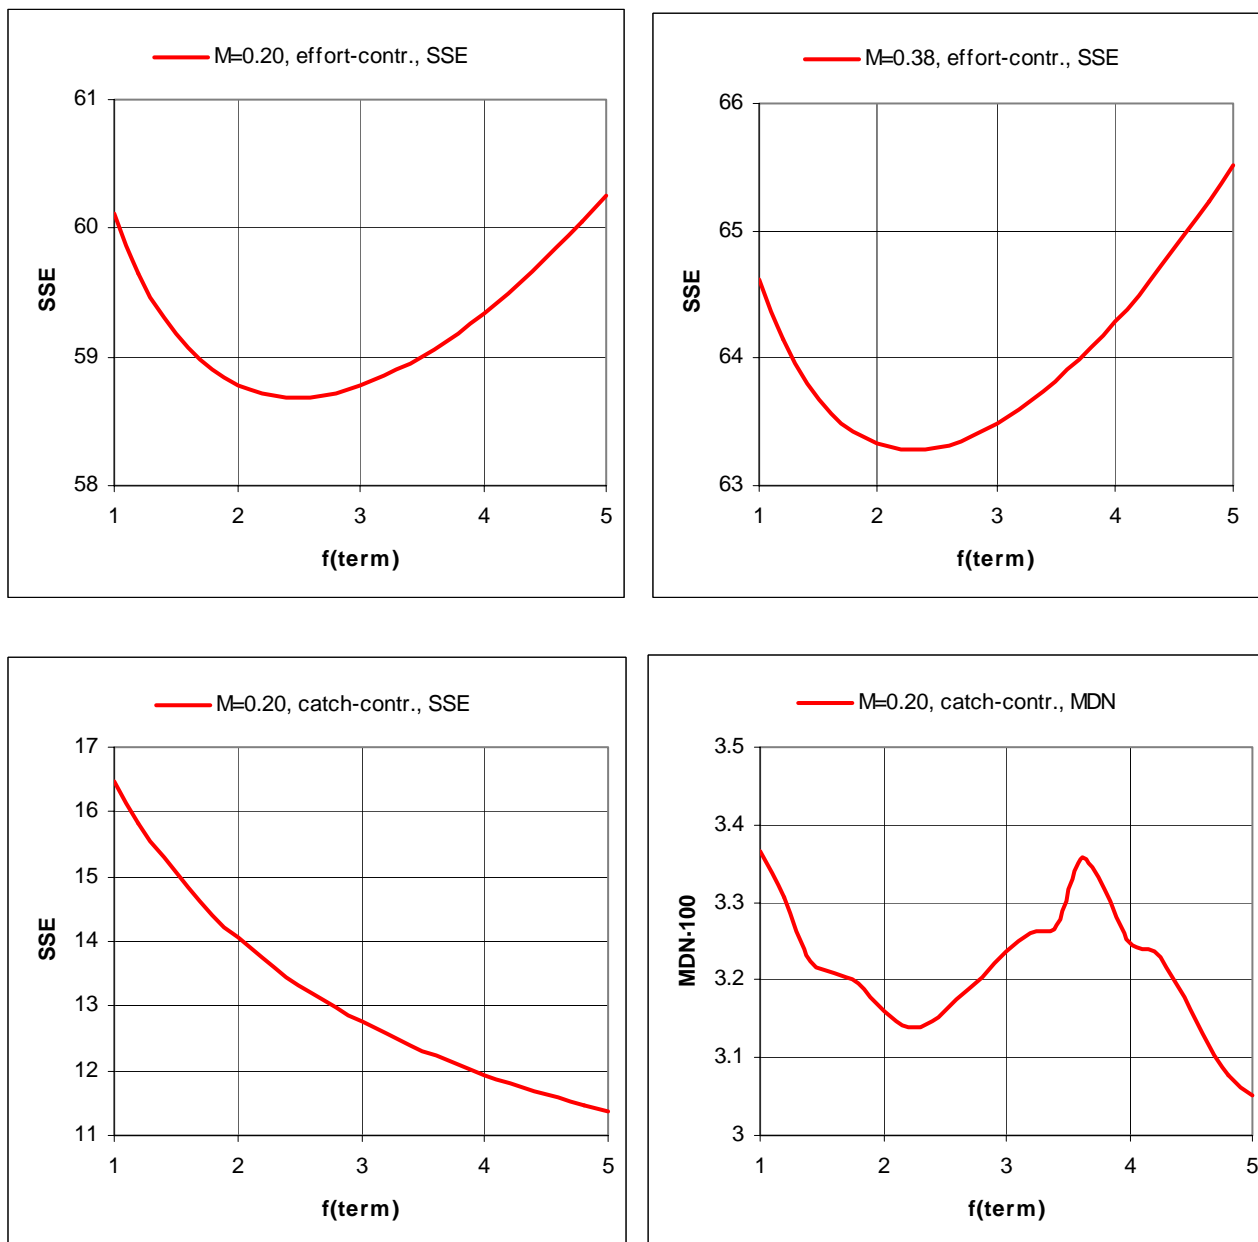 M=0.20, effort-contr., SSE
61
60
59
58
SSE
1 2 3 4 5
f(term)
M=0.38, effort-contr., SSE
66
65
64
63
SSE
1 2 3 4 5
f(term)
M=0.20, catch-contr., SSE
17
16
15
14
13
12
11
SSE
1 2 3 4 5
f(term)
M=0.20, catch-contr., MDN
3.5
3.4
3.3
3.2
3.1
3
MDN·100
1 2 3 4 5
f(term)